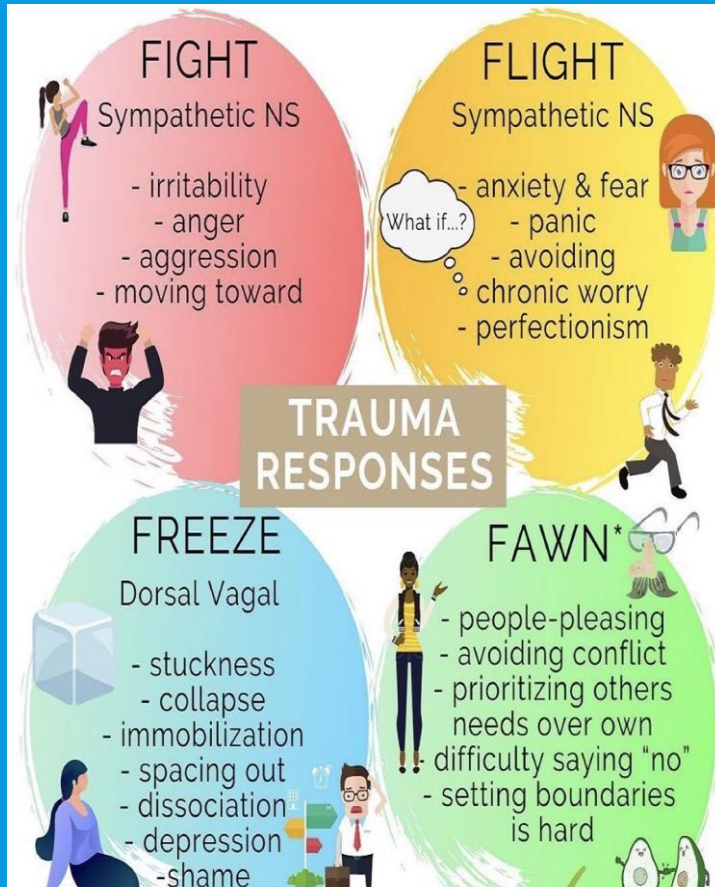 FIGHT
Sympathetic NS
- irritability
- anger
- aggression
- moving toward
FLIGHT
Sympathetic NS
What if...?
- anxiety & fear
- panic
- avoiding
- chronic worry
- perfectionism
TRAUMA
RESPONSES
FREEZE
Dorsal Vagal
- stuckness
- collapse
- immobilization
- spacing out
- dissociation
- depression
-shame
FAWN*
- people-pleasing
- avoiding conflict
- prioritizing others
needs over own
- difficulty saying "no"
- setting boundaries
is hard